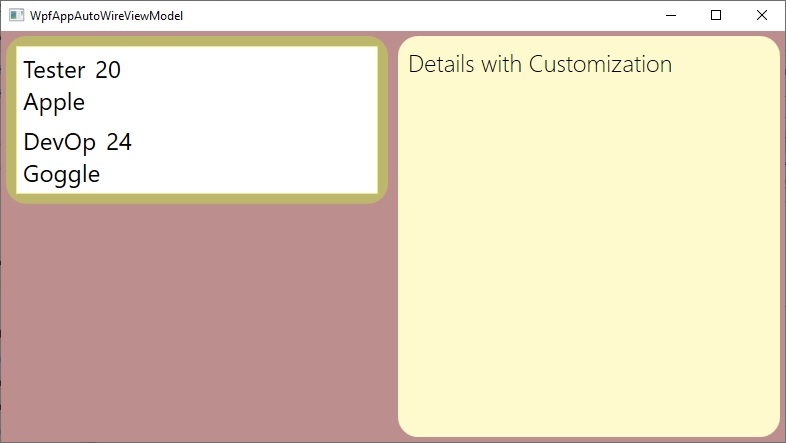 WpfAppAutoWireViewModel
Tester 20
Apple
DevOp 24
Goggle
Details with Customization